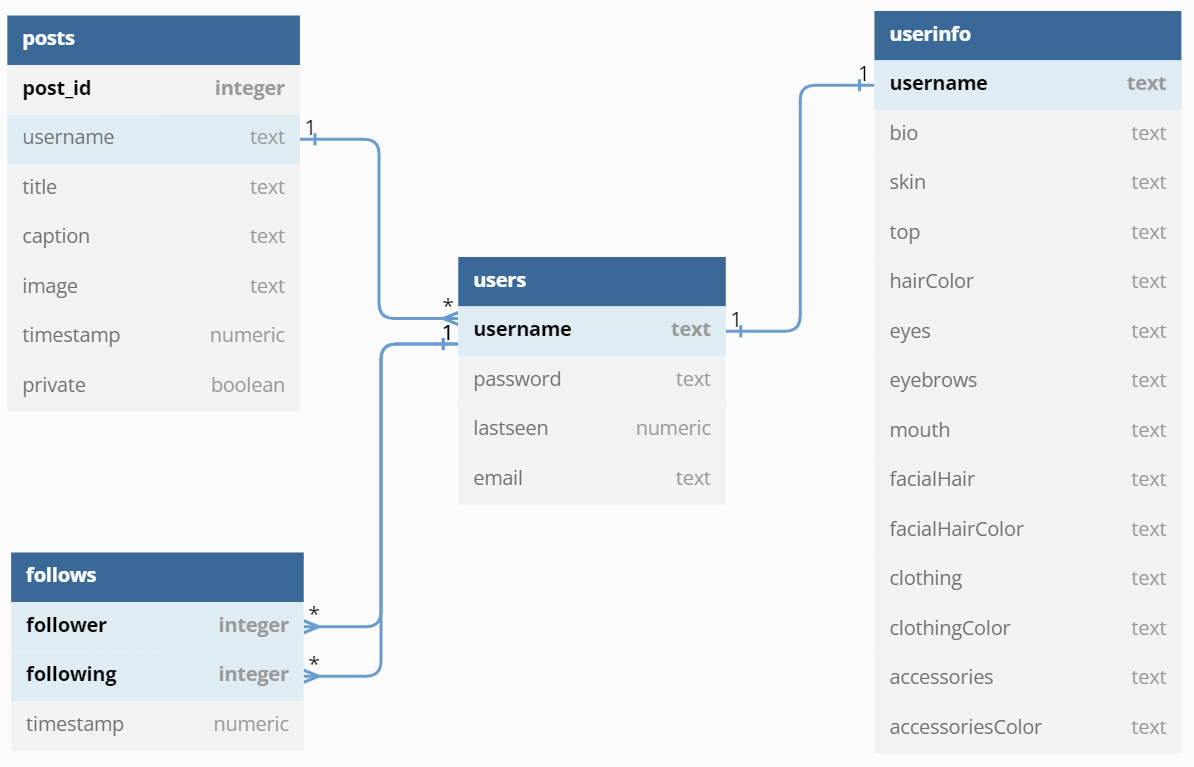 posts
post_id integer
username text
title text
caption text
image text
timestamp numeric
private boolean
1
*
1
users
username text
password text
lastseen numeric
email text
1
1
userinfo
username text
bio text
skin text
top text
hairColor text
eyes text
eyebrows text
mouth text
facialHair text
facialHairColor text
clothing text
clothingColor text
accessories text
accessoriesColor text
follows
follower integer
following integer
timestamp numeric
*
*